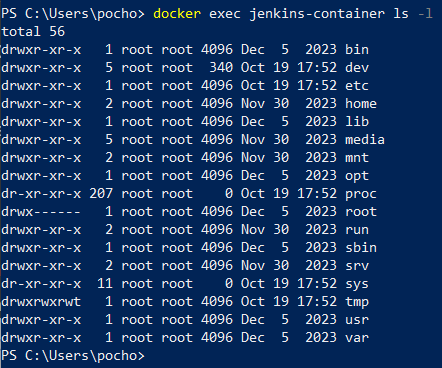 PS C:\Users\pocho> docker exec jenkins-container ls -l
total 56
drwxr-xr-x   1 root root 4096 Dec  5  2023 bin
drwxr-xr-x   5 root root  340 Oct 19 17:52 dev
drwxr-xr-x   1 root root 4096 Oct 19 17:52 etc
drwxr-xr-x   2 root root 4096 Nov 30  2023 home
drwxr-xr-x   1 root root 4096 Dec  5  2023 lib
drwxr-xr-x   5 root root 4096 Nov 30  2023 media
drwxr-xr-x   2 root root 4096 Nov 30  2023 mnt
drwxr-xr-x   1 root root 4096 Dec  5  2023 opt
dr-xr-xr-x 207 root root    0 Oct 19 17:52 proc
drwx------   1 root root 4096 Dec  5  2023 root
drwxr-xr-x   2 root root 4096 Nov 30  2023 run
drwxr-xr-x   1 root root 4096 Dec  5  2023 sbin
drwxr-xr-x   2 root root 4096 Nov 30  2023 srv
dr-xr-xr-x  11 root root    0 Oct 19 17:52 sys
drwxrwxrwt   1 root root 4096 Oct 19 17:52 tmp
drwxr-xr-x   1 root root 4096 Dec  5  2023 usr
drwxr-xr-x   1 root root 4096 Dec  5  2023 var
PS C:\Users\pocho>